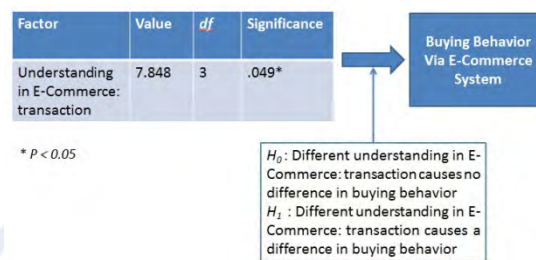 Factor Value df Significance
Understanding 7.848 3 .049*
in E-Commerce:
transaction
* P < 0.05
Buying Behavior
Via E-Commerce
System
H0 : Different understanding in E-
Commerce: transaction causes no
difference in buying behavior
H1 : Different understanding in E-
Commerce: transaction causes a
difference in buying behavior